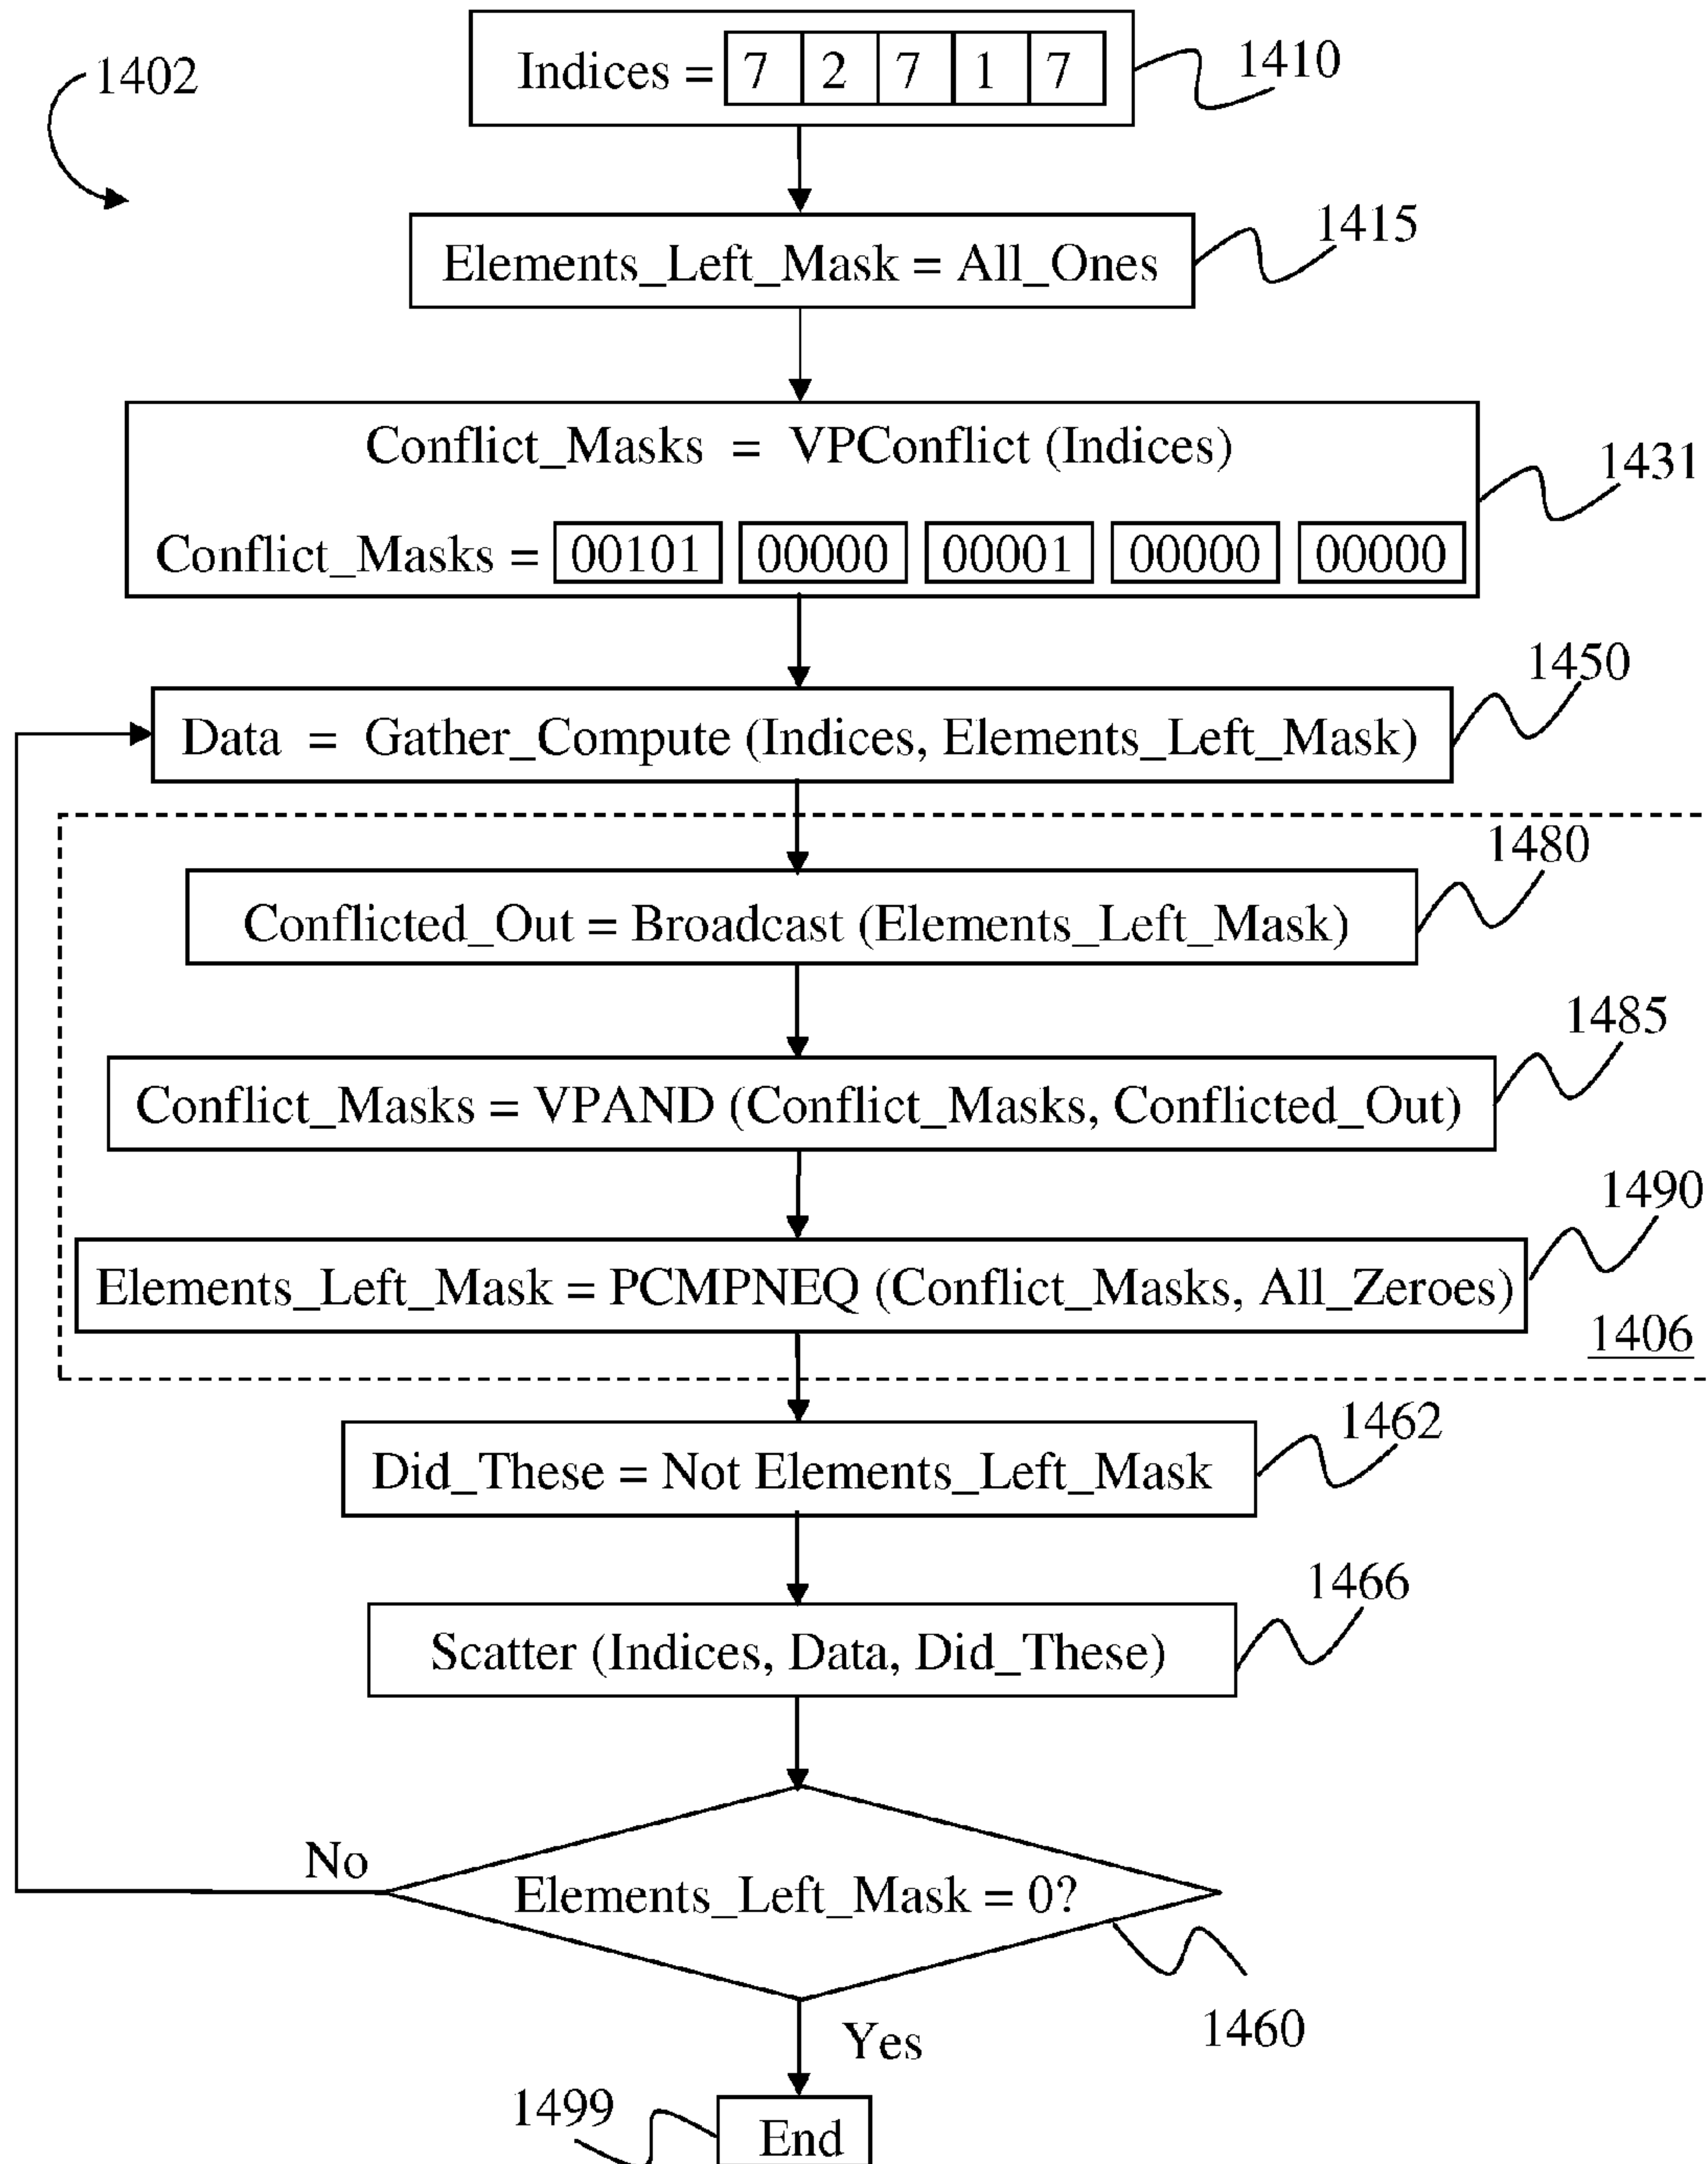 1402
Indices = 7 2 7 1 7
1410
Elements_Left_Mask = All_Ones
1415
Conflict_Masks = VPConflict (Indices)
Conflict_Masks = 00101 00000 00001 00000 00000
1431
Data = Gather_Compute (Indices, Elements_Left_Mask)
1450
Conflicted_Out = Broadcast (Elements_Left_Mask)
1480
Conflict_Masks = VPAND (Conflict_Masks, Conflicted_Out)
1485
Elements_Left_Mask = PCMPNEQ (Conflict_Masks, All_Zeroes)
1490
1406
Did_These = Not Elements_Left_Mask
1462
Scatter (Indices, Data, Did_These)
1466
No
Elements_Left_Mask = 0?
1460
Yes
1499
End